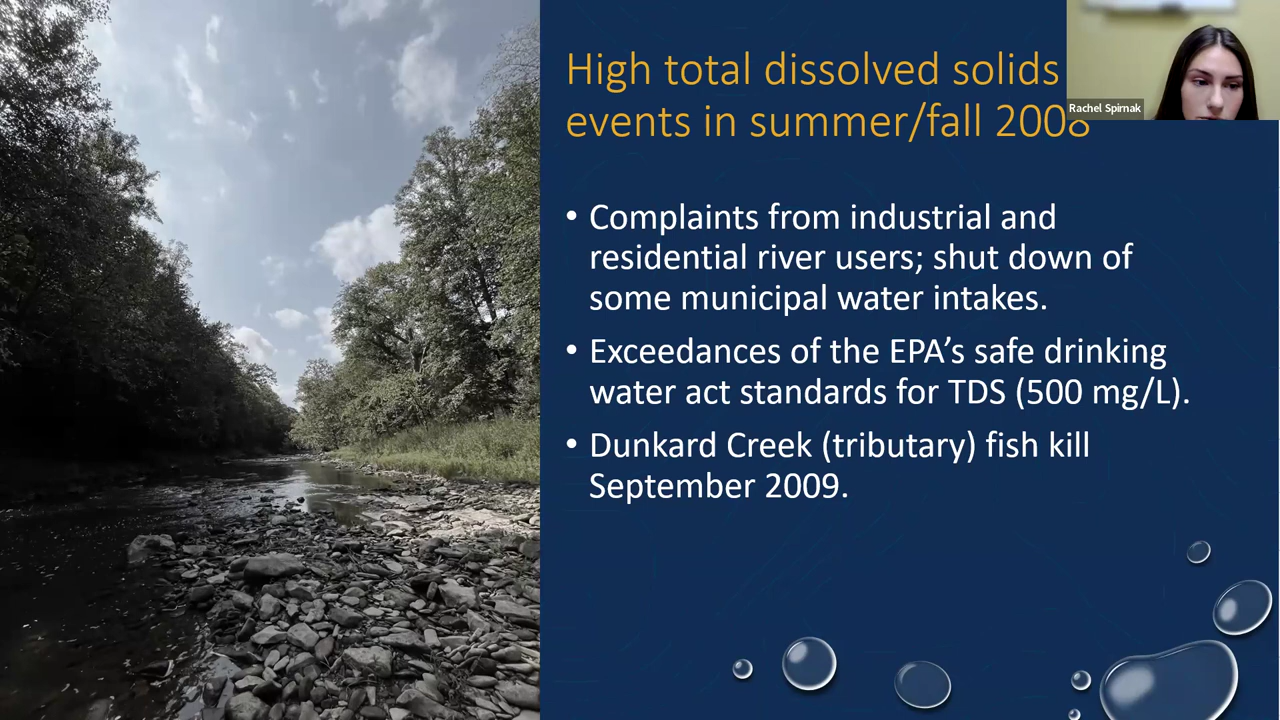 High total dissolved solids
events in summer/fall 2008
Rachel Spirnak
• Complaints from industrial and
residential river users; shut down of
some municipal water intakes.
• Exceedances of the EPA’s safe drinking
water act standards for TDS (500 mg/L).
• Dunkard Creek (tributary) fish kill
September 2009.